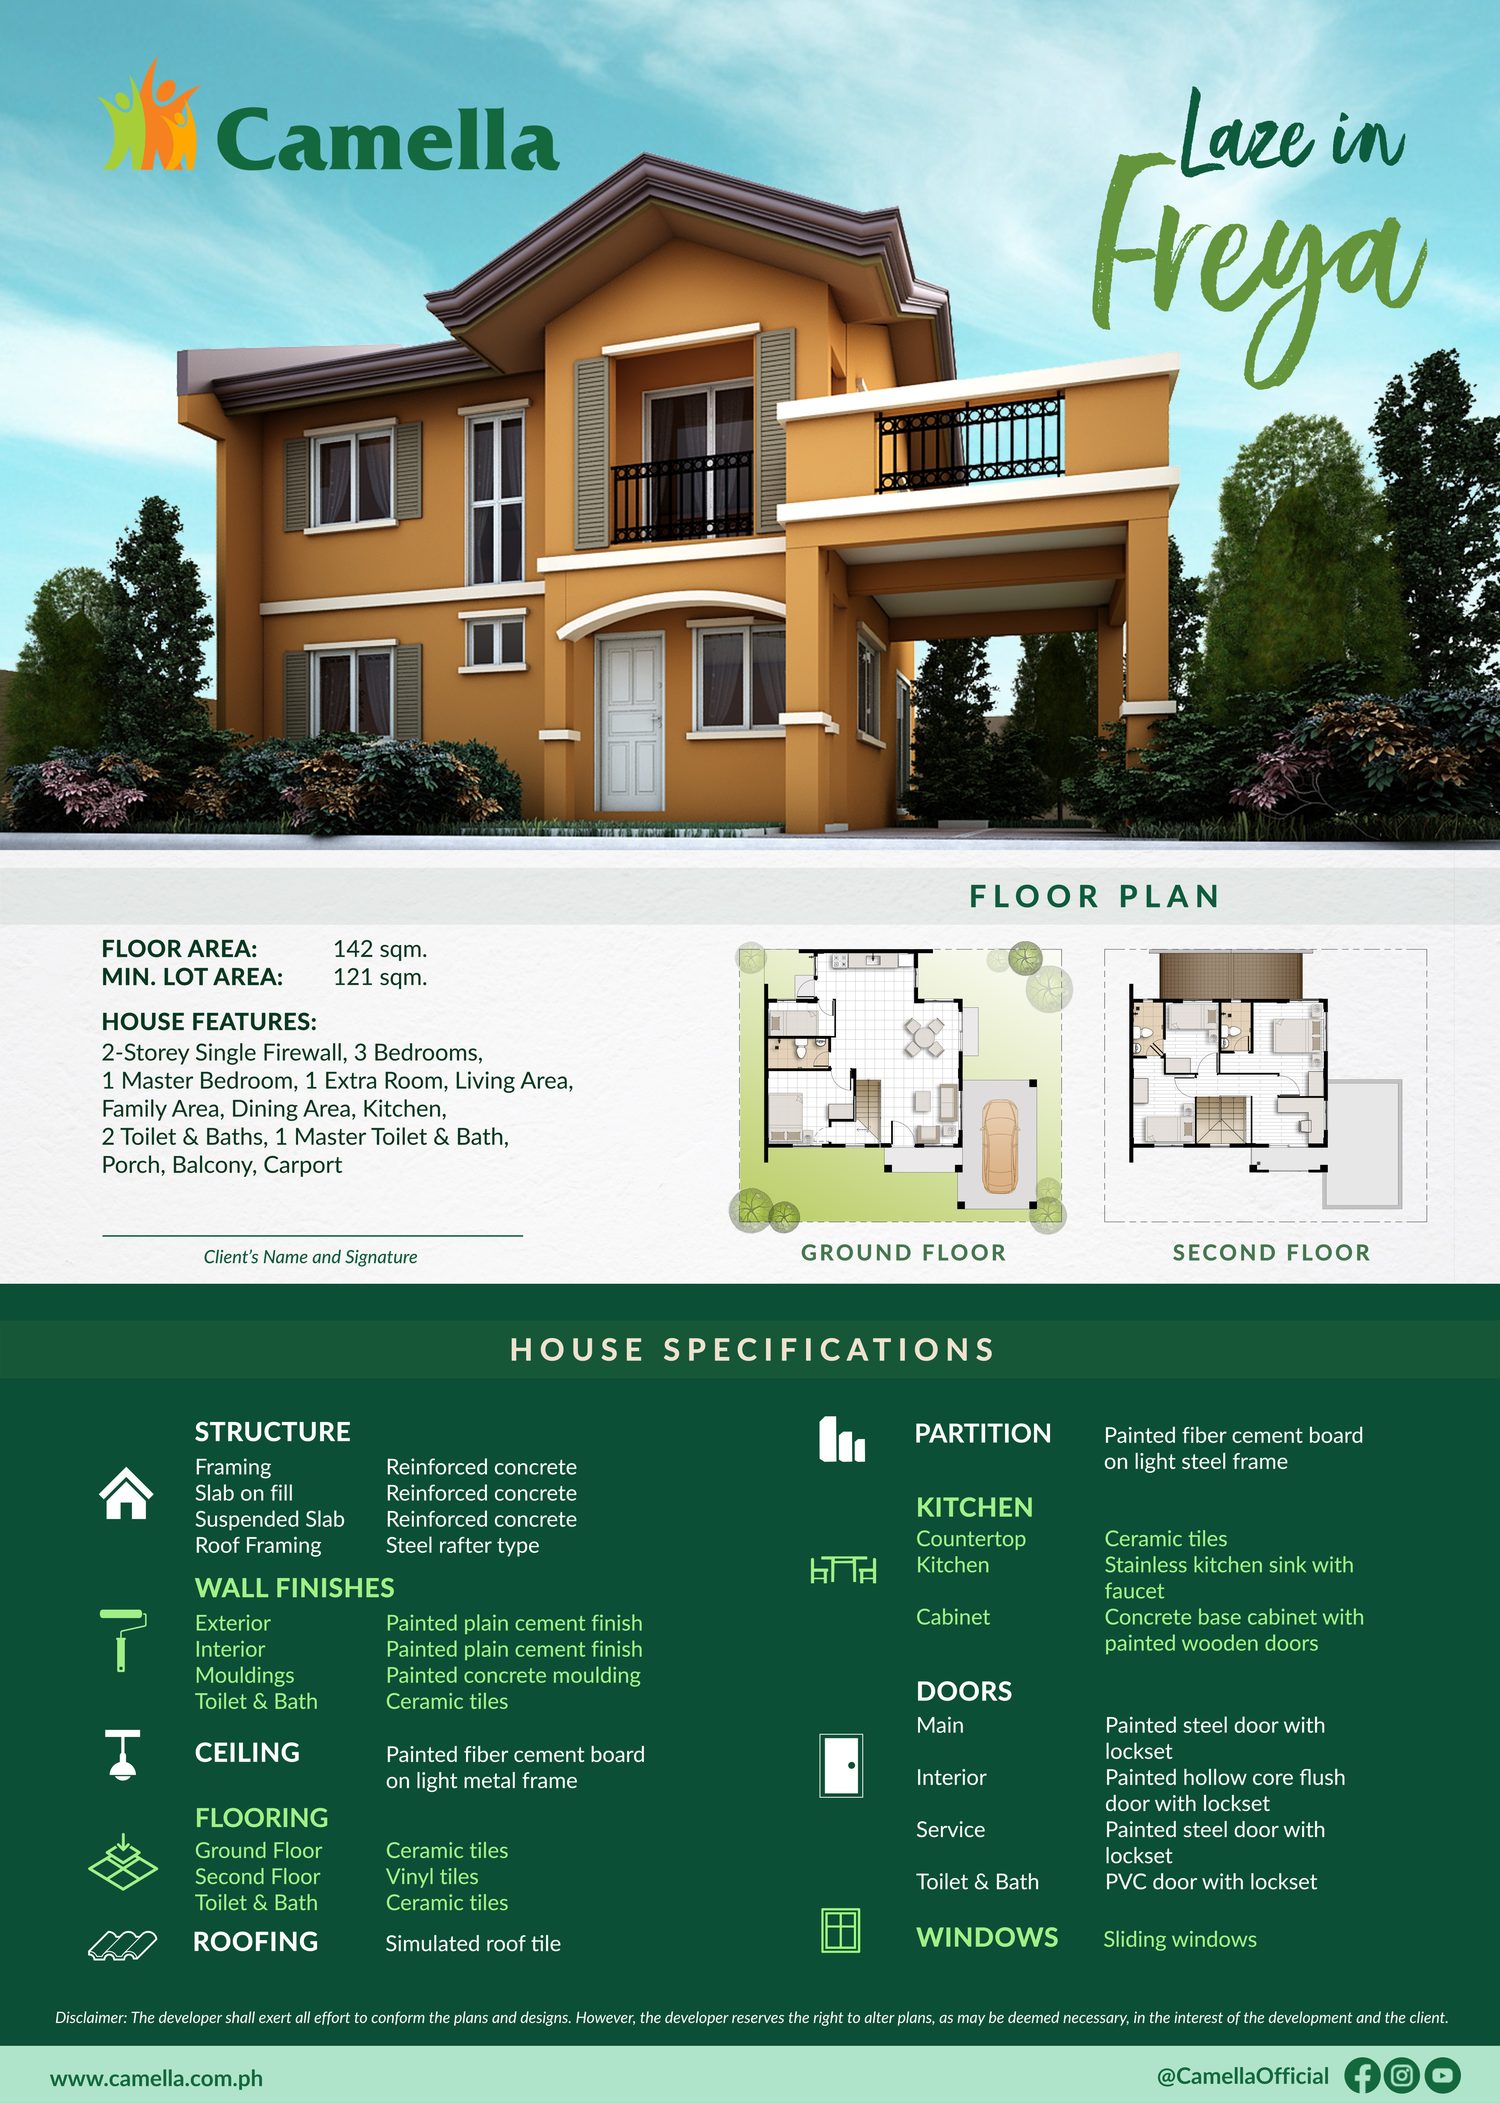 Camella
Laze in
Freya
FLOOR PLAN
FLOOR AREA: 142 sqm.
MIN. LOT AREA: 121 sqm.
HOUSE FEATURES:
2-Storey Single Firewall, 3 Bedrooms,
1 Master Bedroom, 1 Extra Room, Living Area,
Family Area, Dining Area, Kitchen,
2 Toilet & Baths, 1 Master Toilet & Bath,
Porch, Balcony, Carport
Client's Name and Signature
GROUND FLOOR
SECOND FLOOR
HOUSE SPECIFICATIONS
STRUCTURE
Framing Reinforced concrete
Slab on fill Reinforced concrete
Suspended Slab Reinforced concrete
Roof Framing Steel rafter type
WALL FINISHES
Exterior Painted plain cement finish
Interior Painted plain cement finish
Mouldings Painted concrete moulding
Toilet & Bath Ceramic tiles
CEILING Painted fiber cement board
on light metal frame
FLOORING
Ground Floor Ceramic tiles
Second Floor Vinyl tiles
Toilet & Bath Ceramic tiles
ROOFING Simulated roof tile
PARTITION Painted fiber cement board
on light steel frame
KITCHEN
Countertop Ceramic tiles
Kitchen Stainless kitchen sink with
faucet
Cabinet Concrete base cabinet with
painted wooden doors
DOORS
Main Painted steel door with
lockset
Interior Painted hollow core flush
door with lockset
Service Painted steel door with
lockset
Toilet & Bath PVC door with lockset
WINDOWS Sliding windows
Disclaimer: The developer shall exert all effort to conform the plans and designs. However, the developer reserves the right to alter plans, as may be deemed necessary, in the interest of the development and the client.
www.camella.com.ph
@CamellaOfficial